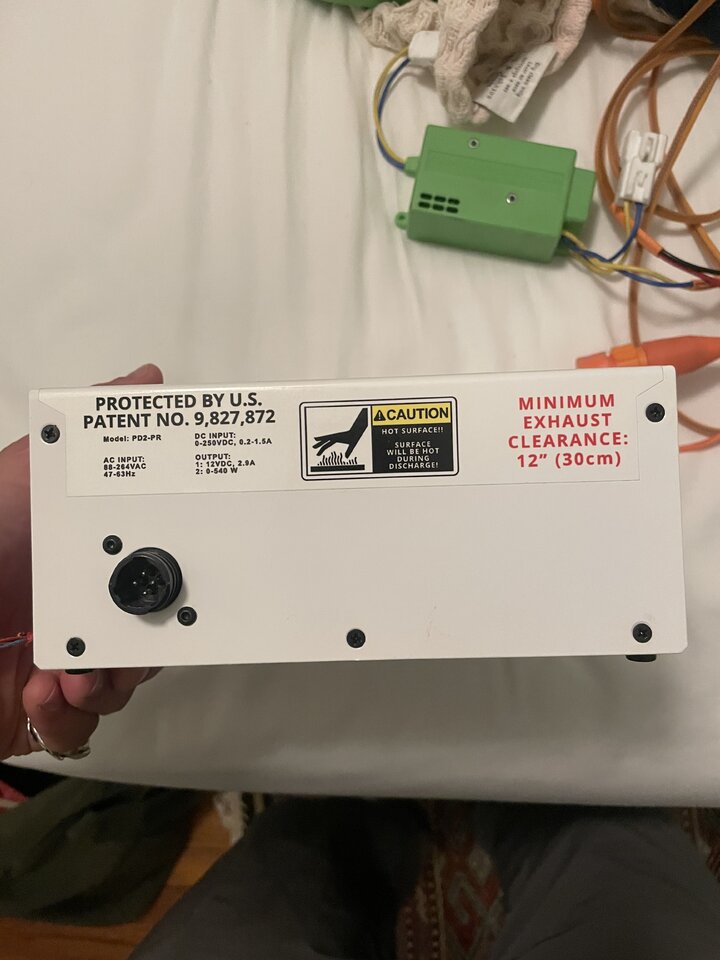 PROTECTED BY U.S.
PATENT NO. 9,827,872
Model: PD2-PR
AC INPUT:
88-264VAC
47-63Hz
DC INPUT:
0-250VDC, 0.2-1.5A
OUTPUT:
1: 12VDC, 2.9A
2: 0-540 W
CAUTION
HOT SURFACE!!
SURFACE
WILL BE HOT
DURING
DISCHARGE!
MINIMUM
EXHAUST
CLEARANCE:
12” (30cm)